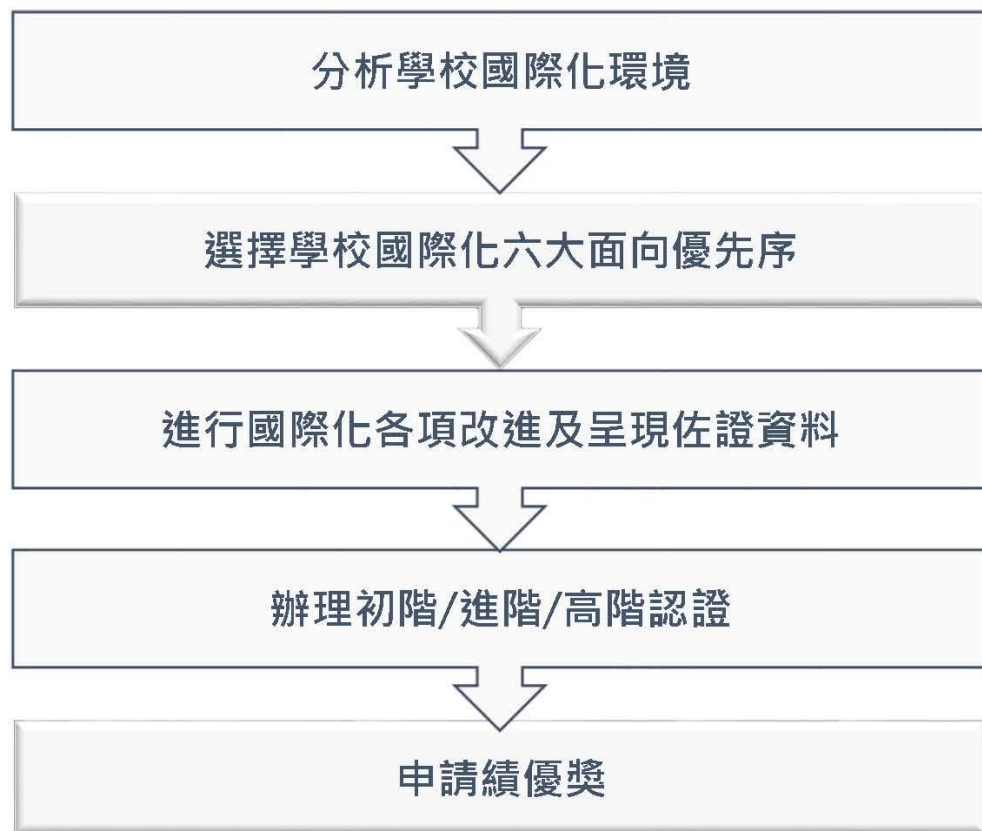 分析學校國際化環境
選擇學校國際化六大面向優先序
進行國際化各項改進及呈現佐證資料
辦理初階/進階/高階認證
申請績優獎